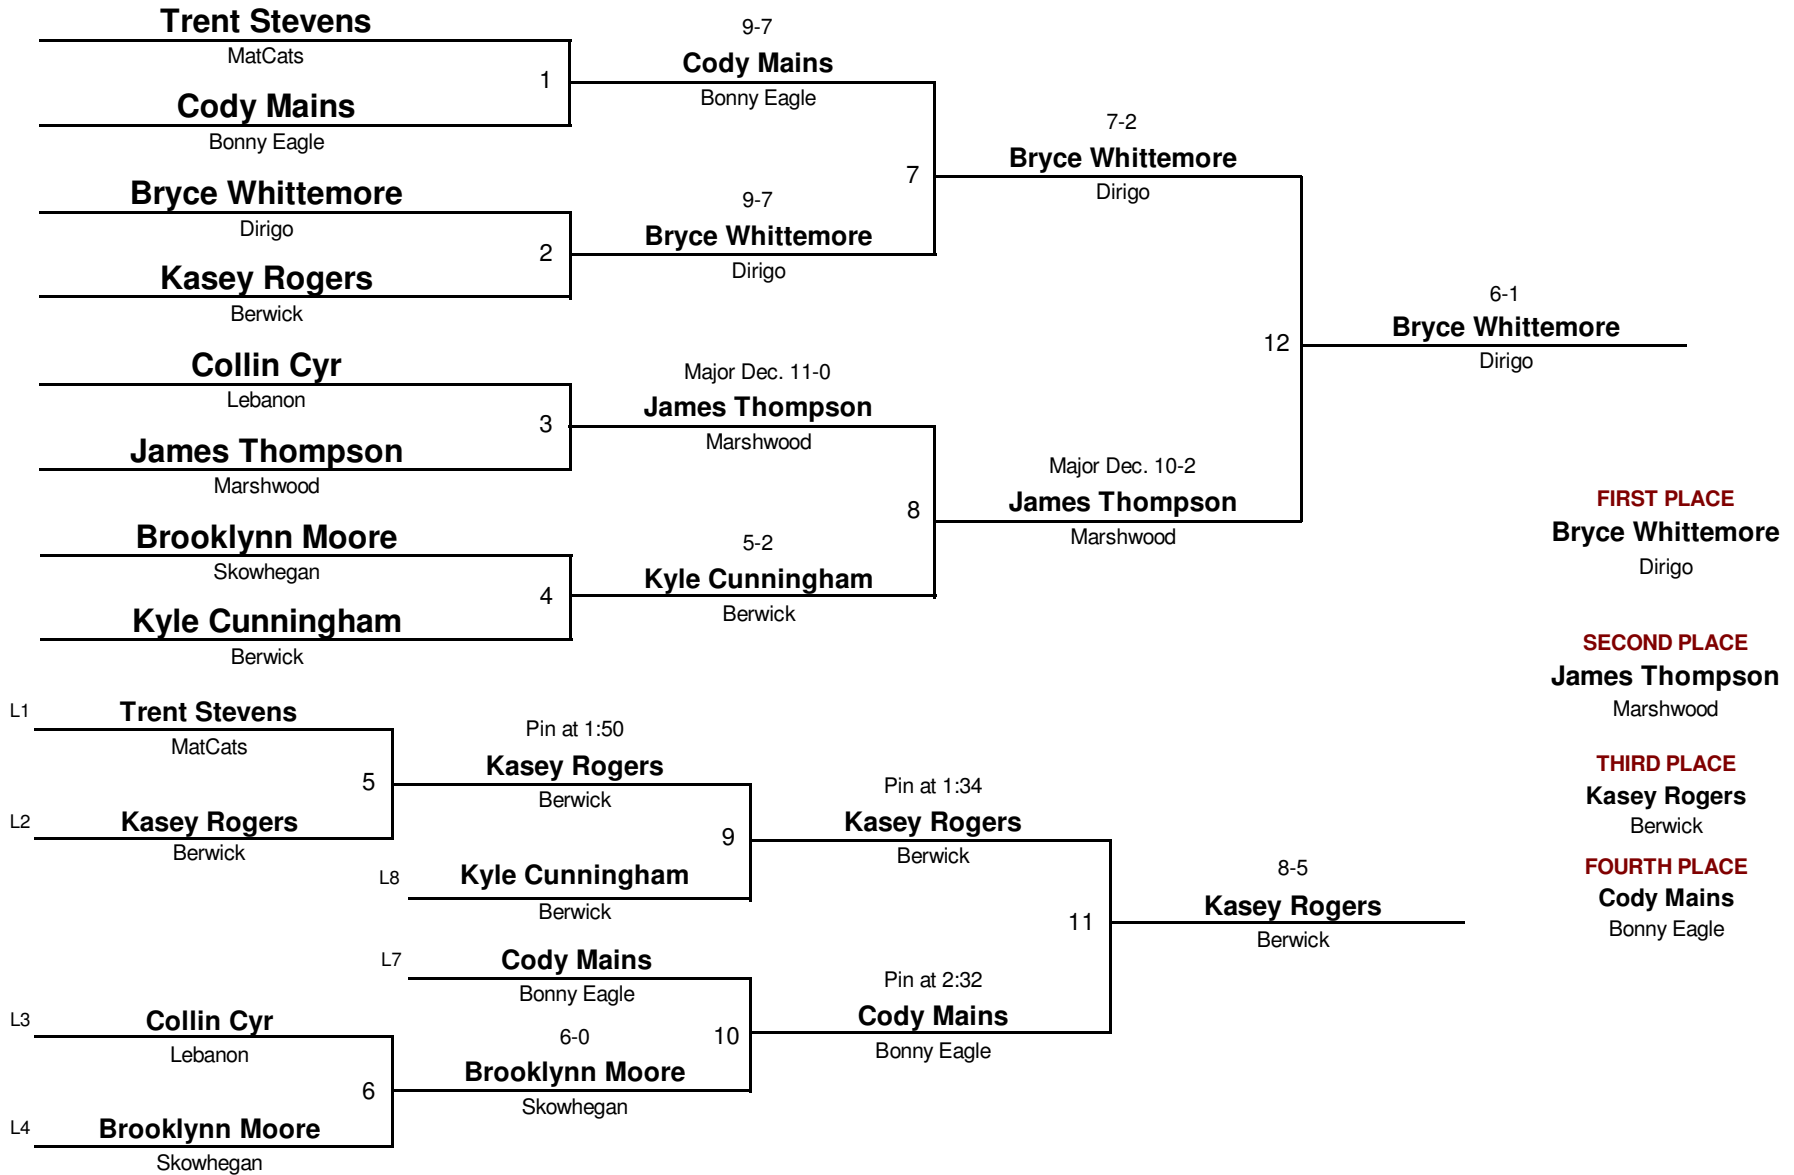 Trent Stevens
MatCats
1
Cody Mains
Bonny Eagle
Bryce Whittemore
Dirigo
2
Kasey Rogers
Berwick
Collin Cyr
Lebanon
3
James Thompson
Marshwood
Brooklynn Moore
Skowhegan
4
Kyle Cunningham
Berwick
9-7
Cody Mains
Bonny Eagle
7
9-7
Bryce Whittemore
Dirigo
Major Dec. 11-0
James Thompson
Marshwood
8
5-2
Kyle Cunningham
Berwick
7-2
Bryce Whittemore
Dirigo
12
Major Dec. 10-2
James Thompson
Marshwood
6-1
Bryce Whittemore
Dirigo
L1 Trent Stevens
MatCats
5
L2 Kasey Rogers
Berwick
Pin at 1:50
Kasey Rogers
Berwick
9
L8 Kyle Cunningham
Berwick
L7 Cody Mains
Bonny Eagle
10
6-0
Brooklynn Moore
Skowhegan
L3 Collin Cyr
Lebanon
6
L4 Brooklynn Moore
Skowhegan
Pin at 1:34
Kasey Rogers
Berwick
11
Pin at 2:32
Cody Mains
Bonny Eagle
8-5
Kasey Rogers
Berwick
FIRST PLACE
Bryce Whittemore
Dirigo
SECOND PLACE
James Thompson
Marshwood
THIRD PLACE
Kasey Rogers
Berwick
FOURTH PLACE
Cody Mains
Bonny Eagle